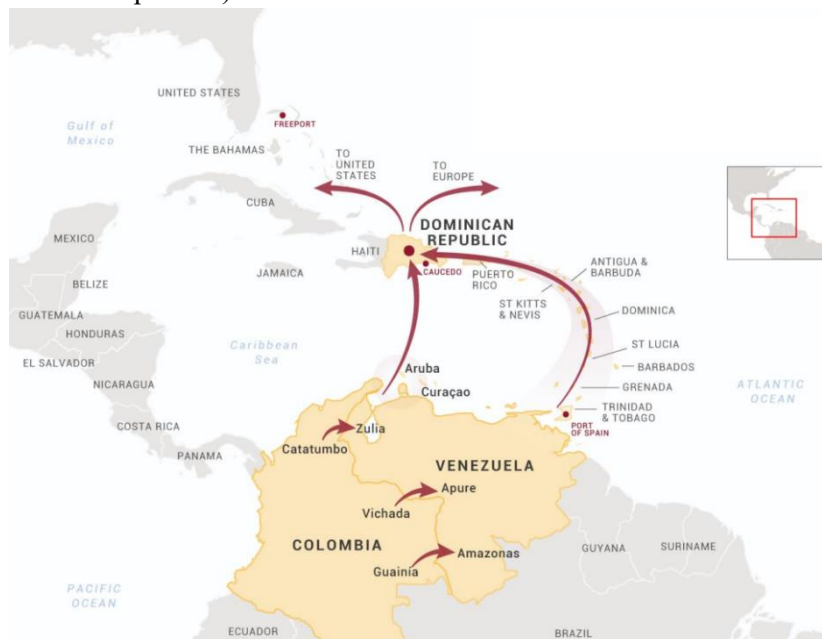 UNITED STATES
Gulf of
Mexico
FREEPORT
THE BAHAMAS
TO
UNITED
STATES
TO
EUROPE
CUBA
DOMINICAN
REPUBLIC
HAITI
CAUCEDO
MEXICO
JAMAICA
PUERTO
RICO
ANTIGUA &
BARBUDA
BELIZE
ST KITTS
& NEVIS
GUATEMALA
DOMINICA
HONDURAS
ST LUCIA
EL SALVADOR
Caribbean
Sea
Aruba
BARBADOS
NICARAGUA
Curaçao
GRENADA
ATLANTIC
OCEAN
COSTA RICA
Zulia
TRINIDAD
& TOBAGO
PORT
OF SPAIN
PANAMA
Catatumbo
VENEZUELA
Apure
Vichada
COLOMBIA
Amazonas
GUYANA
SURINAME
Guainía
PACIFIC
OCEAN
ECUADOR
BRAZIL